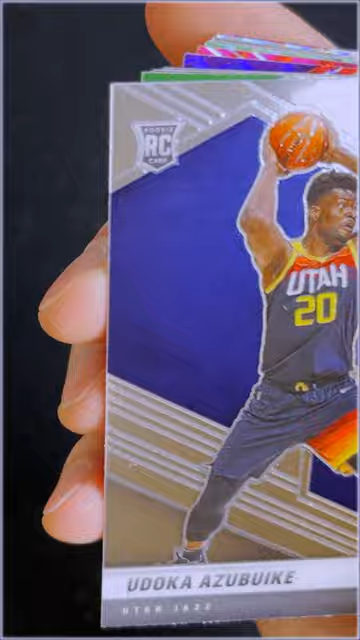 ROOKIE
RC
CARD
UTAH
20
UDOKA AZUBUIKE
UTAH JAZZ